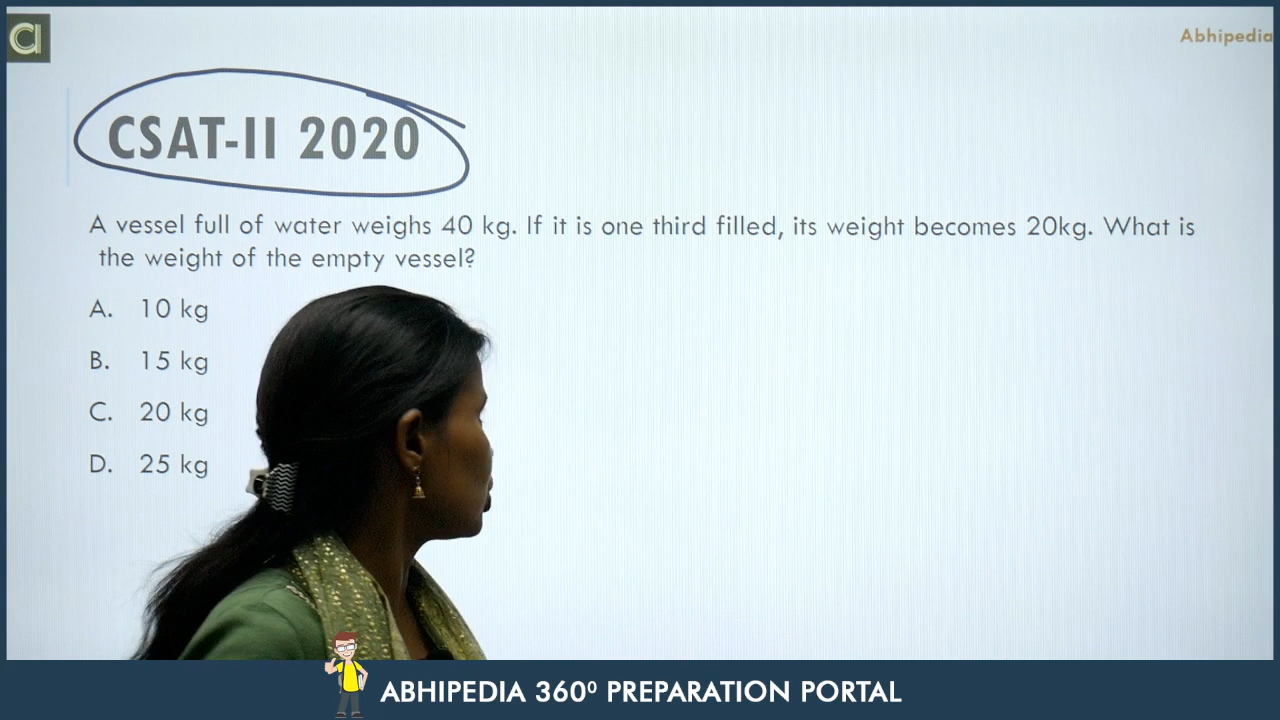 Abhipedia
CSAT-II 2020
A vessel full of water weighs 40 kg. If it is one third filled, its weight becomes 20kg. What is
the weight of the empty vessel?
A. 10 kg
B. 15 kg
C. 20 kg
D. 25 kg
ABHIPEDIA 360⁰ PREPARATION PORTAL